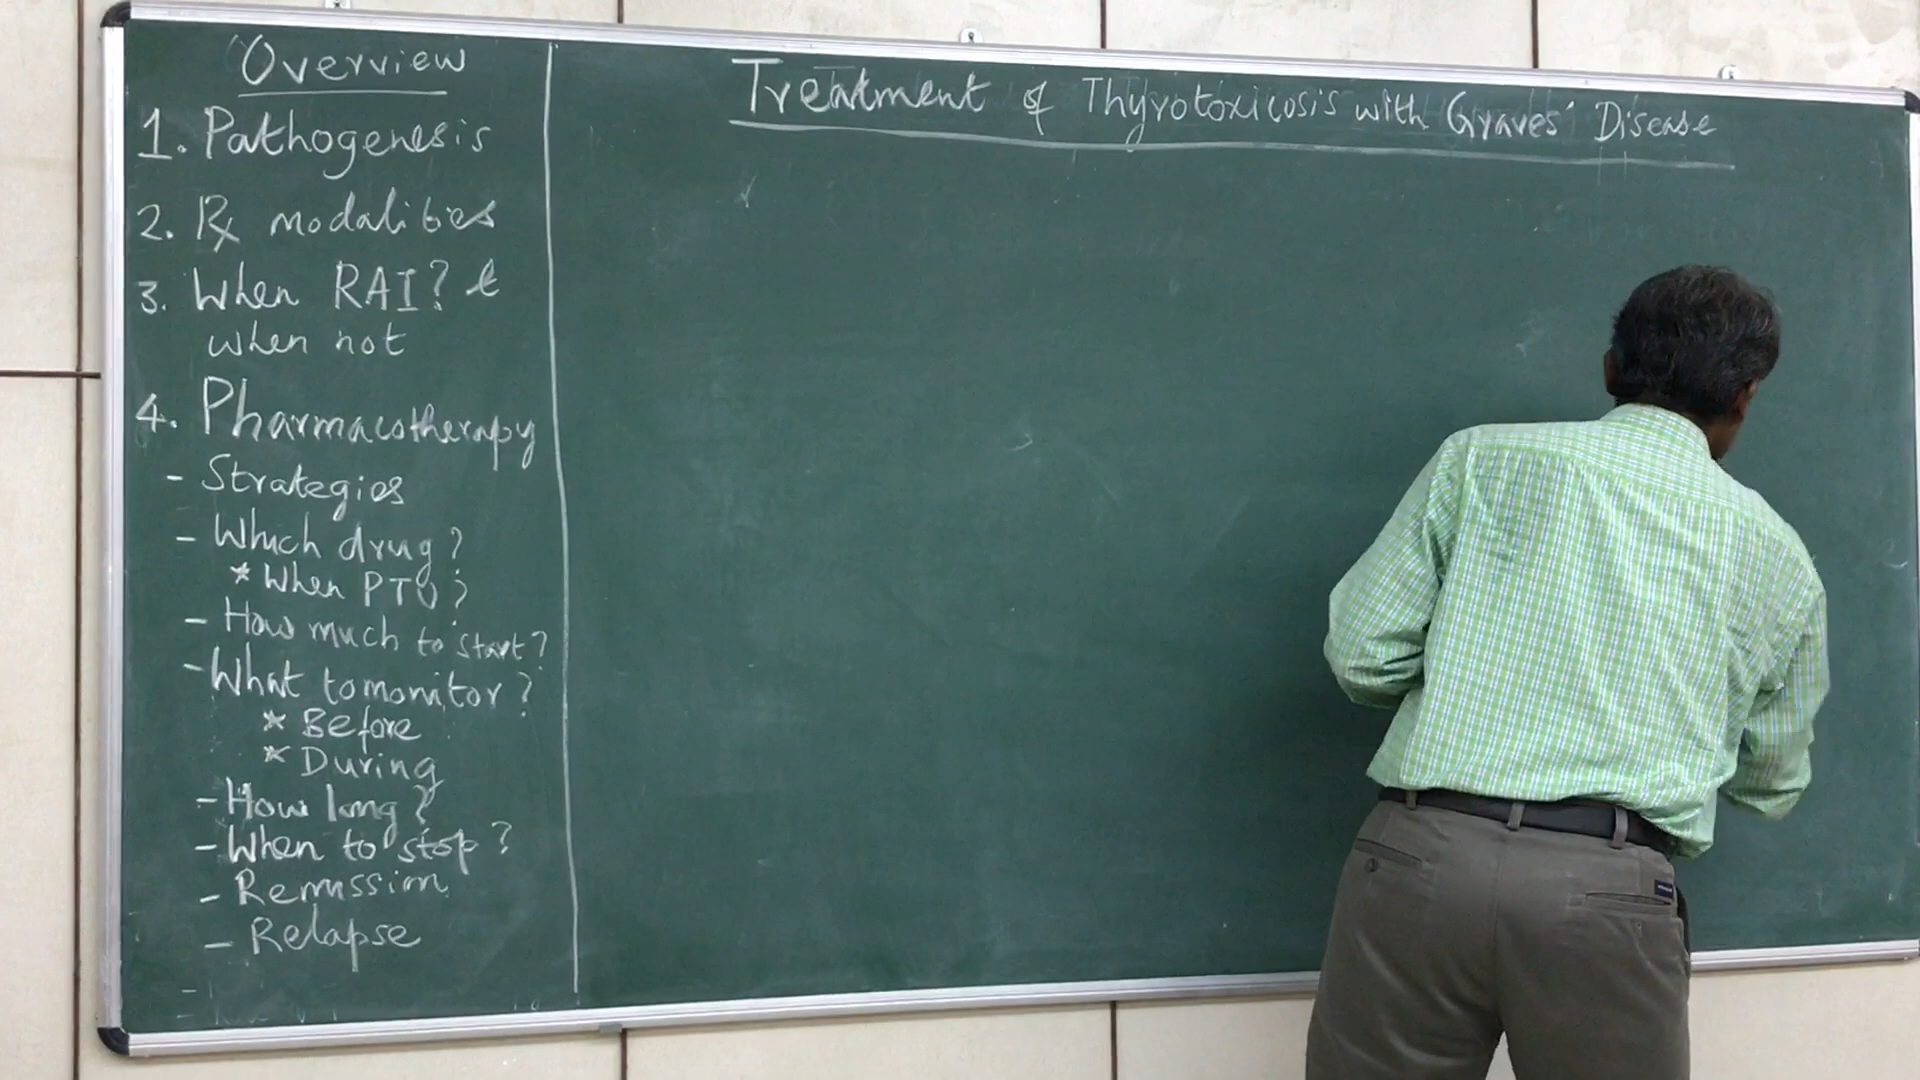 Overview
1. Pathogenesis
2. Rx modalities
3. When RAI? &
when not
4. Pharmacotherapy
- Strategies
- Which drug?
* When PTU?
- How much to start?
- What to monitor?
* Before
* During
- How long?
- When to stop?
- Remission
- Relapse
Treatment of Thyrotoxicosis with Graves' Disease